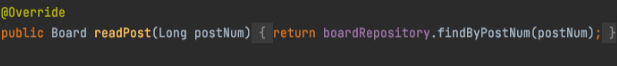 @Override
public Board readPost(Long postNum) { return boardRepository.findByPostNum(postNum); }